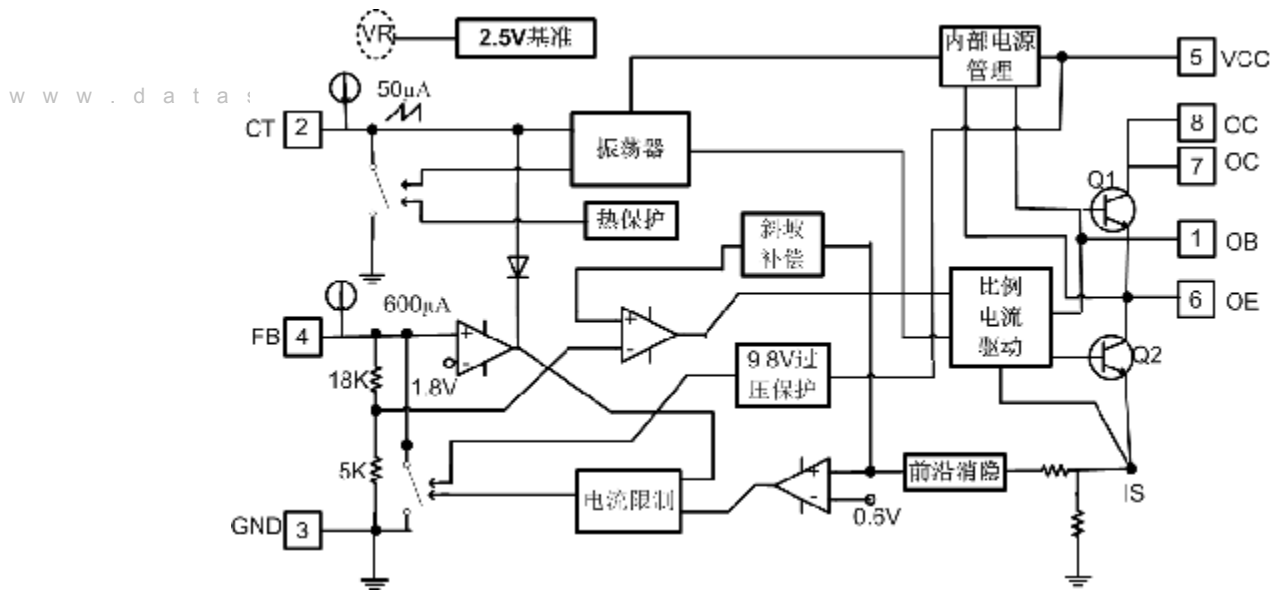 VR
2.5V基准
内部电源
管理
5
VCC
www.datas
50μA
CT
2
振荡器
8
CC
7
OC
Q1
热保护
斜坡
补偿
1
OB
600μA
比例
电流
驱动
6
OE
FB
4
+
-
+
-
1.8V
18K
9.8V过
压保护
Q2
5K
电流限制
+
-
0.6V
前沿消隐
IS
GND
3